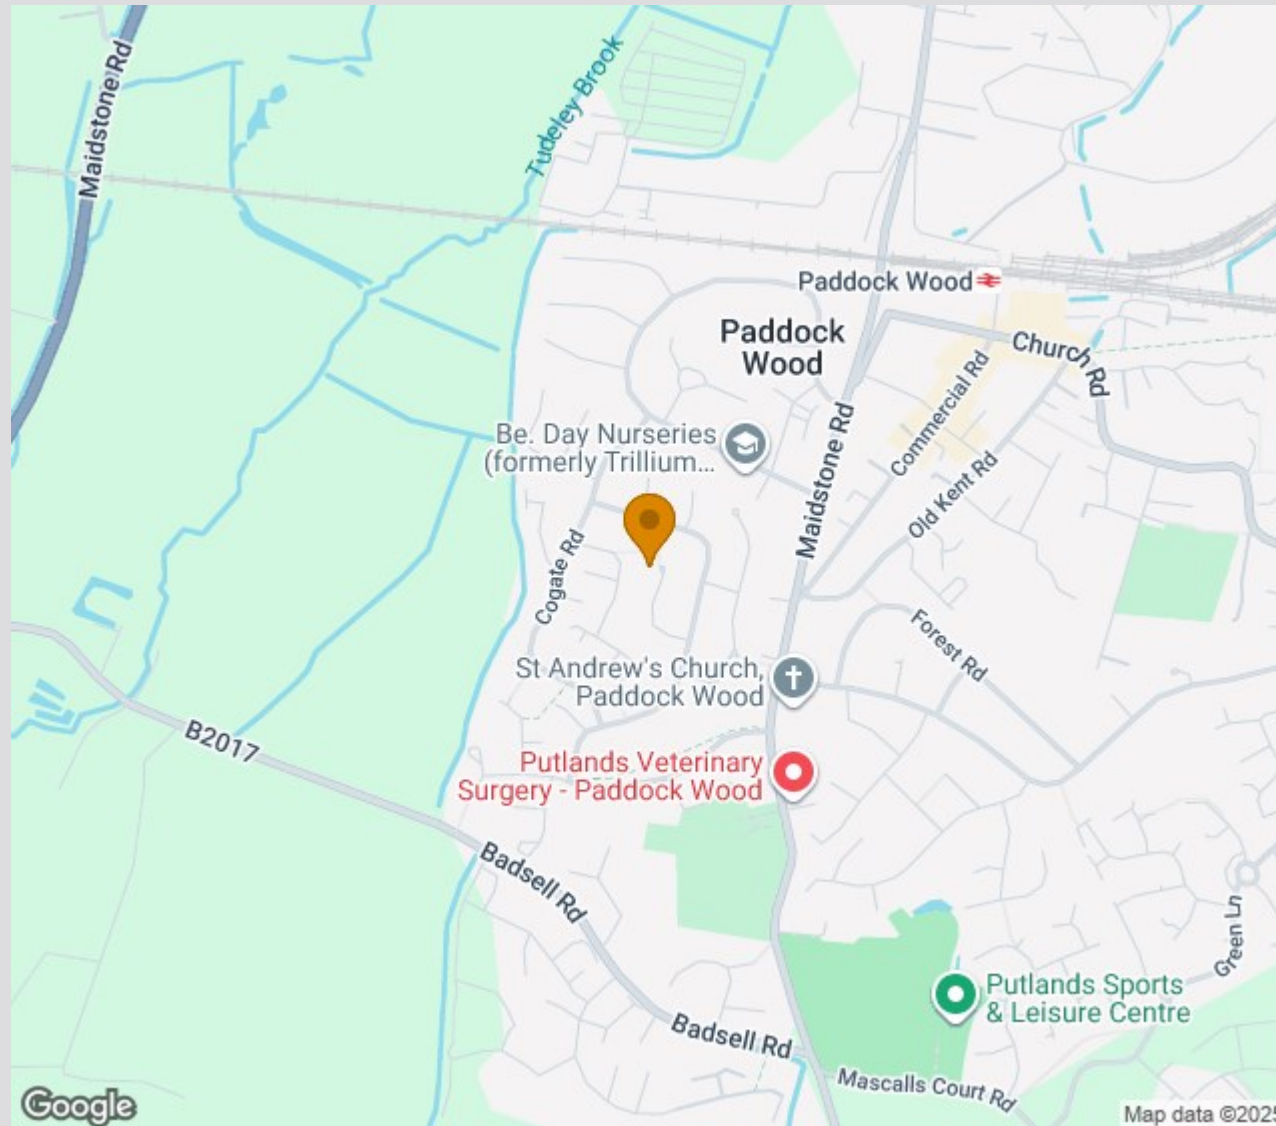 Maidstone Rd
Tudeley Brook
Paddock Wood
Paddock
Wood
Church Rd
Commercial Rd
Be. Day Nurseries
(formerly Trillium...
Maidstone Rd
Old Kent Rd
Cogate Rd
Forest Rd
St Andrew's Church,
Paddock Wood
B2017
Putlands Veterinary
Surgery - Paddock Wood
Badsell Rd
Green Ln
Putlands Sports
& Leisure Centre
Badsell Rd
Mascalls Court Rd
Google
Map data ©2025